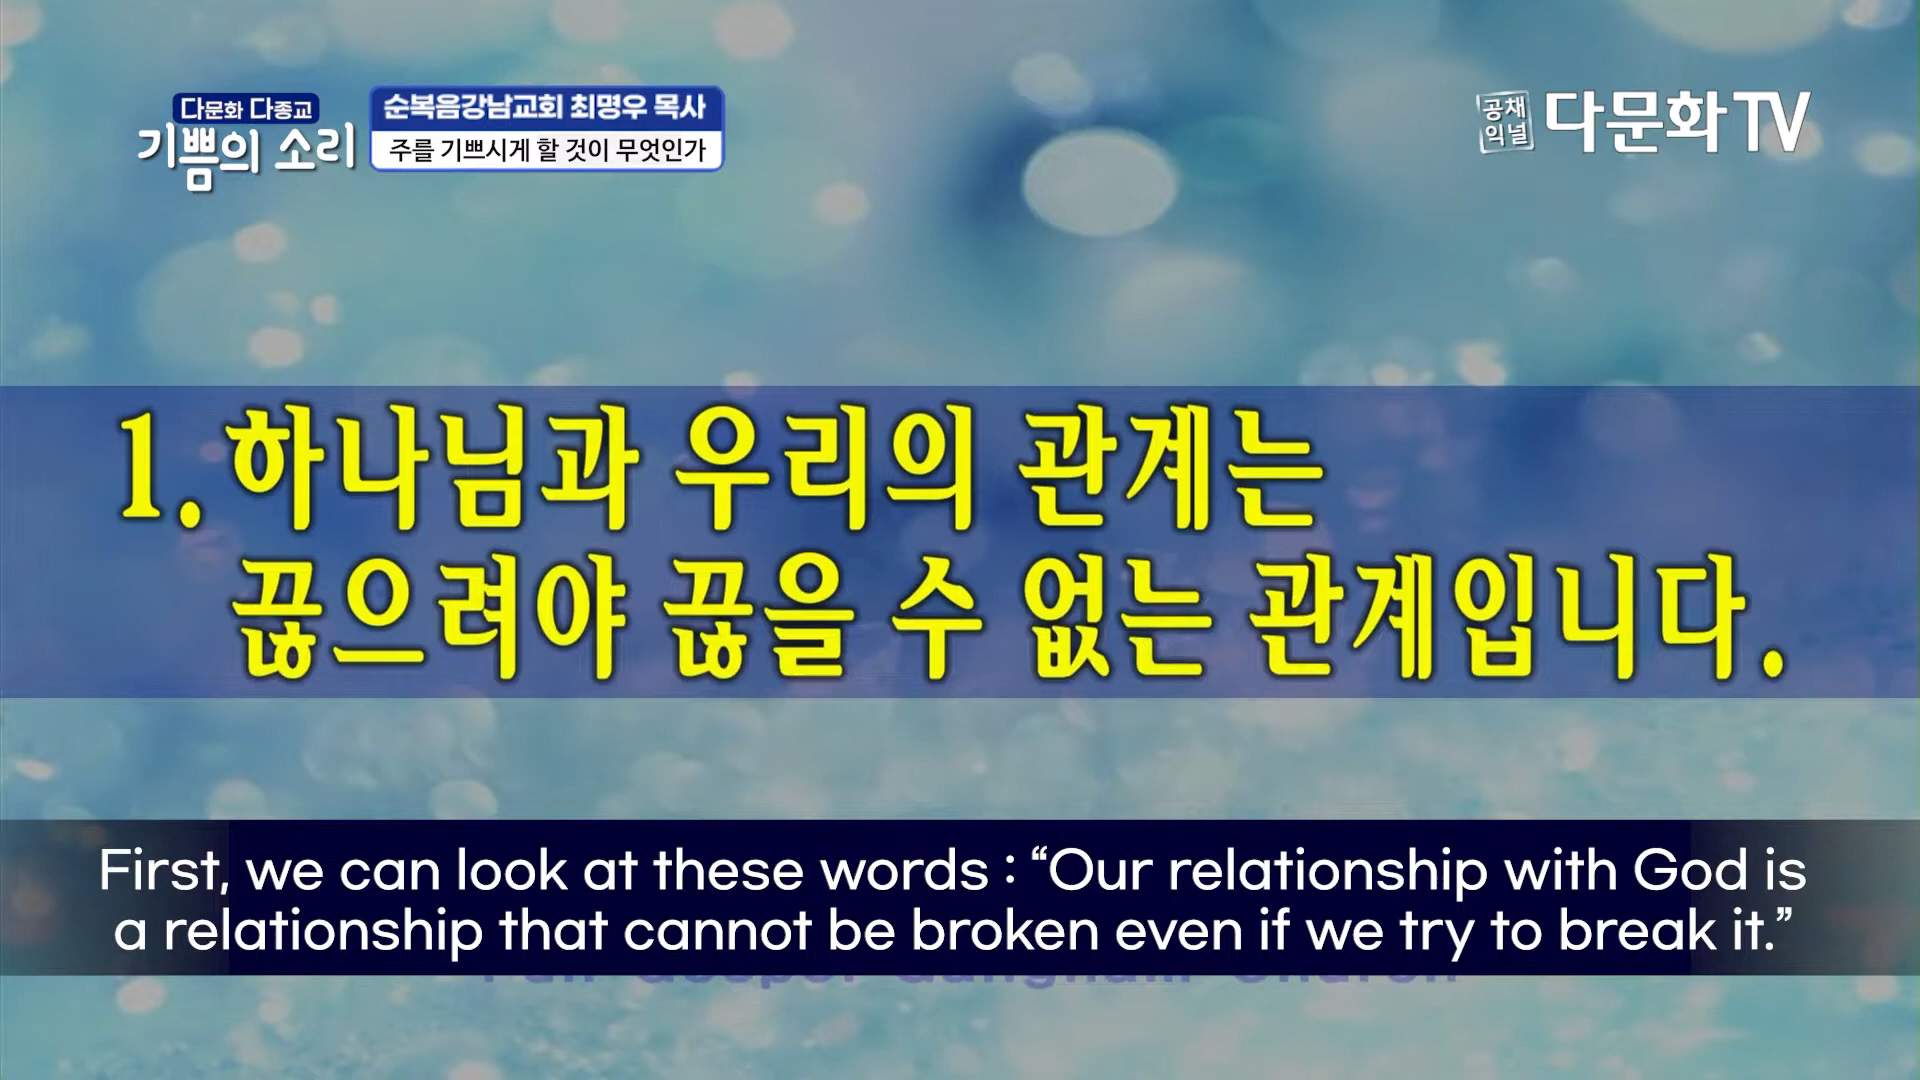 다문화 다종교
기쁨의 소리
순복음강남교회 최명우 목사
주를 기쁘시게 할 것이 무엇인가
공채
익널
다문화TV
1. 하나님과 우리의 관계는
끊으려야 끊을 수 없는 관계입니다.
First, we can look at these words : “Our relationship with God is
a relationship that cannot be broken even if we try to break it.”